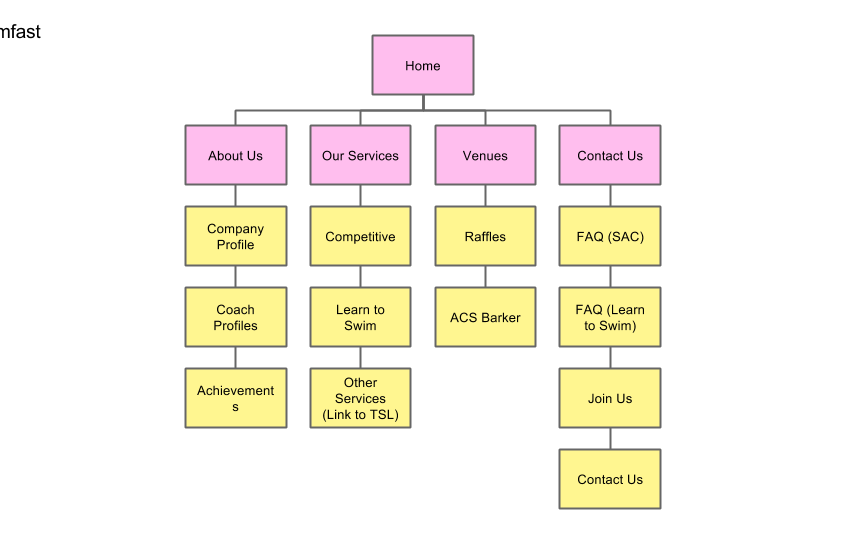 mfast
Home
About Us
Our Services
Venues
Contact Us
Company
Profile
Competitive
Raffles
FAQ (SAC)
Coach
Profiles
Learn to
Swim
ACS Barker
FAQ (Learn
to Swim)
Achievement
s
Other
Services
(Link to TSL)
Join Us
Contact Us